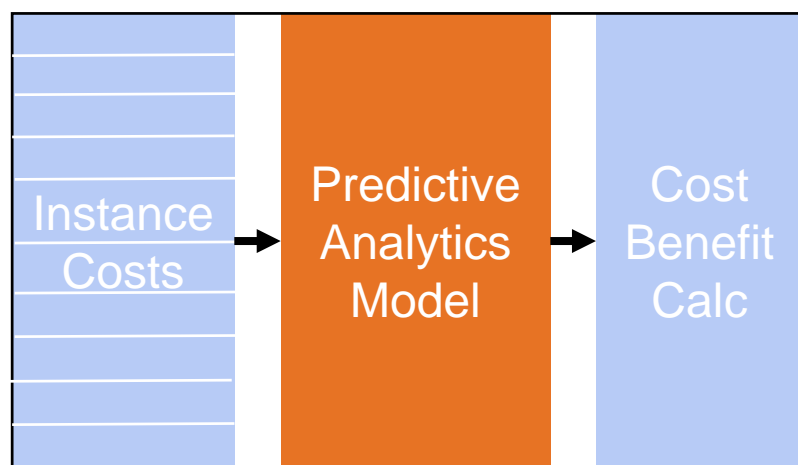 Instance
Costs
Predictive
Analytics
Model
Cost
Benefit
Calc